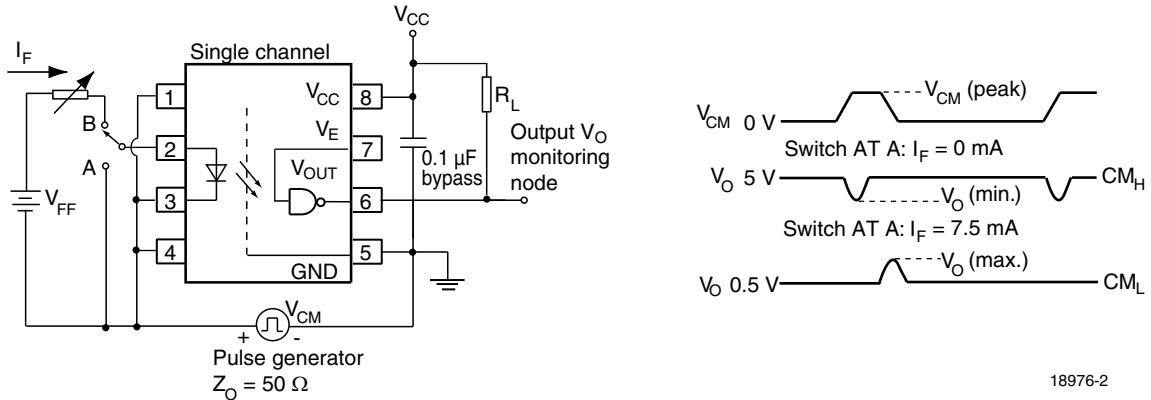 V_CC
I_F
Single channel
B
A
V_FF
1
2
3
4
V_CC 8
V_E 7
V_OUT 6
GND 5
R_L
0.1 µF
bypass
Output V_O
monitoring
node
V_CM
+ -
Pulse generator
Z_O = 50 Ω
V_CM 0 V
V_CM (peak)
Switch AT A: I_F = 0 mA
V_O 5 V
CM_H
V_O (min.)
Switch AT A: I_F = 7.5 mA
V_O (max.)
V_O 0.5 V
CM_L
18976-2